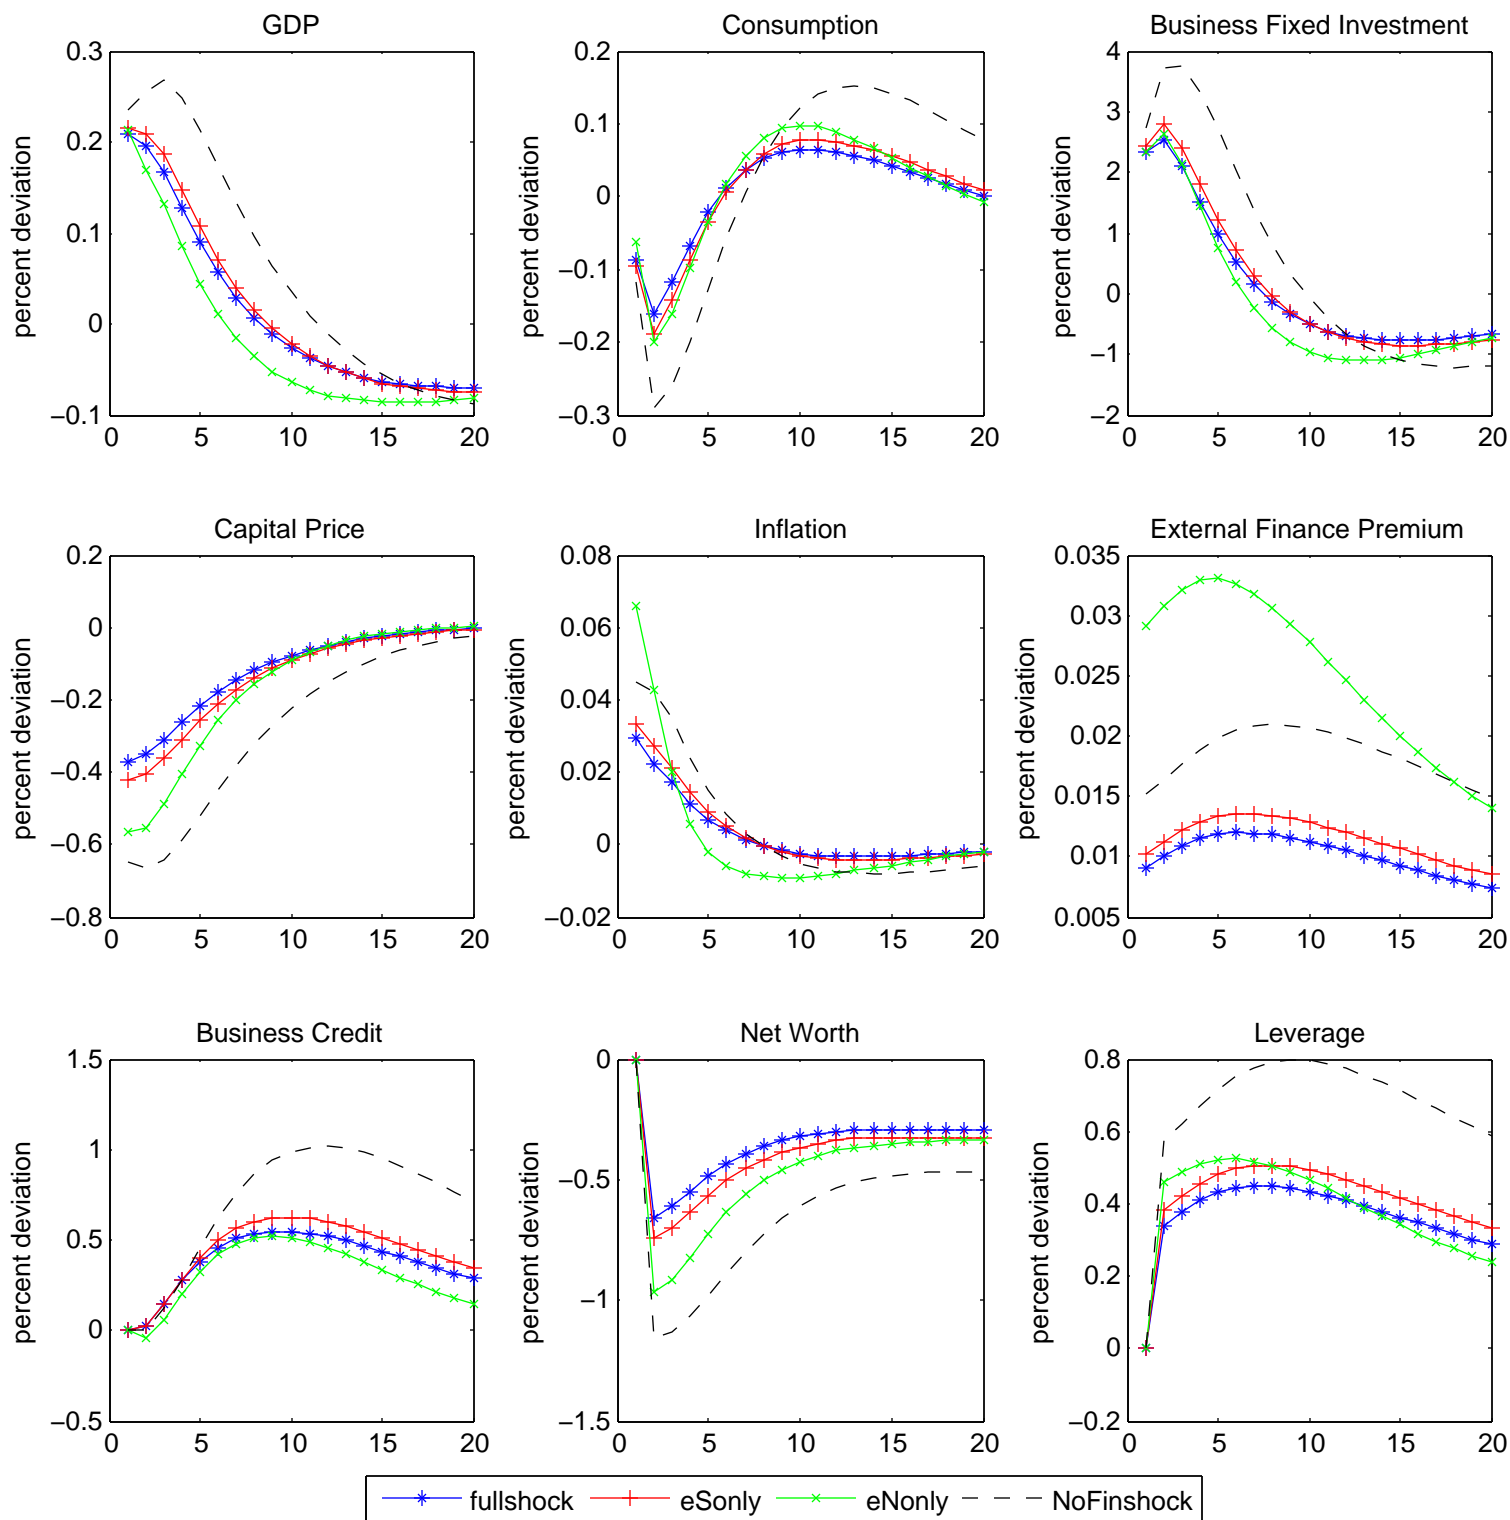 GDP
Consumption
Business Fixed Investment
percent deviation
0.3
0.2
0.1
0
−0.1
0 5 10 15 20
percent deviation
0.2
0.1
0
−0.1
−0.2
−0.3
0 5 10 15 20
percent deviation
4
3
2
1
0
−1
−2
0 5 10 15 20
Capital Price
Inflation
External Finance Premium
percent deviation
0.2
0
−0.2
−0.4
−0.6
−0.8
0 5 10 15 20
percent deviation
0.08
0.06
0.04
0.02
0
−0.02
0 5 10 15 20
percent deviation
0.035
0.03
0.025
0.02
0.015
0.01
0.005
0 5 10 15 20
Business Credit
Net Worth
Leverage
percent deviation
1.5
1
0.5
0
−0.5
0 5 10 15 20
percent deviation
0
−0.5
−1
−1.5
0 5 10 15 20
percent deviation
0.8
0.6
0.4
0.2
0
−0.2
0 5 10 15 20
fullshock eSonly eNonly NoFinshock